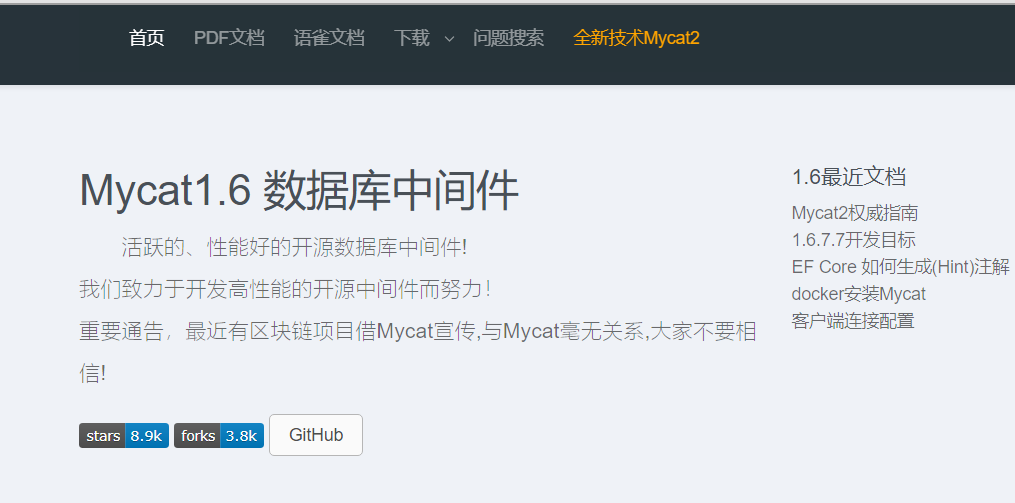 首页 PDF文档 语雀文档 下载 问题搜索 全新技术Mycat2
Mycat1.6 数据库中间件
活跃的、性能好的开源数据库中间件!
我们致力于开发高性能的开源中间件而努力!
重要通告，最近有区块链项目借Mycat宣传,与Mycat毫无关系,大家不要相
信!
stars 8.9k forks 3.8k GitHub
1.6最近文档
Mycat2权威指南
1.6.7.7开发目标
EF Core 如何生成(Hint)注解
docker安装Mycat
客户端连接配置